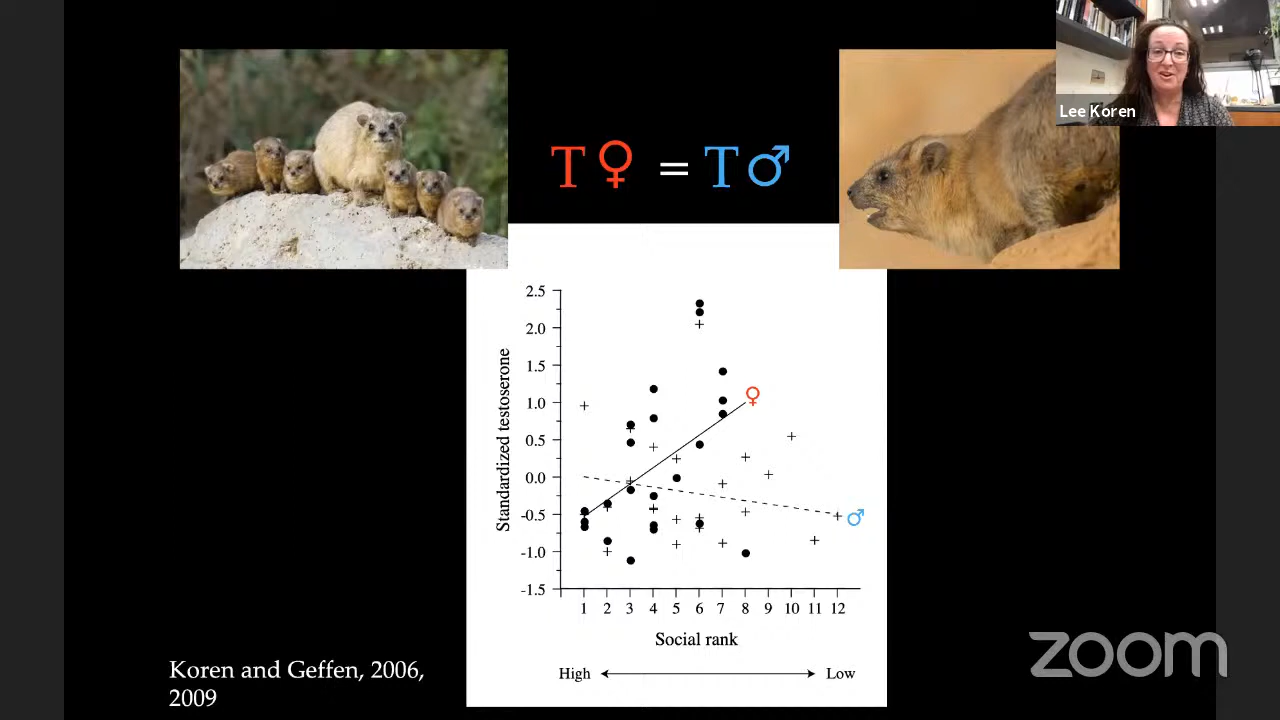 Lee Koren
T♀ = T♂
2.5
2.0
1.5
1.0
0.5
0.0
-0.5
-1.0
-1.5
Standardized testoserone
♀
♂
1 2 3 4 5 6 7 8 9 10 11 12
Social rank
High Low
Koren and Geffen, 2006,
2009
zoom